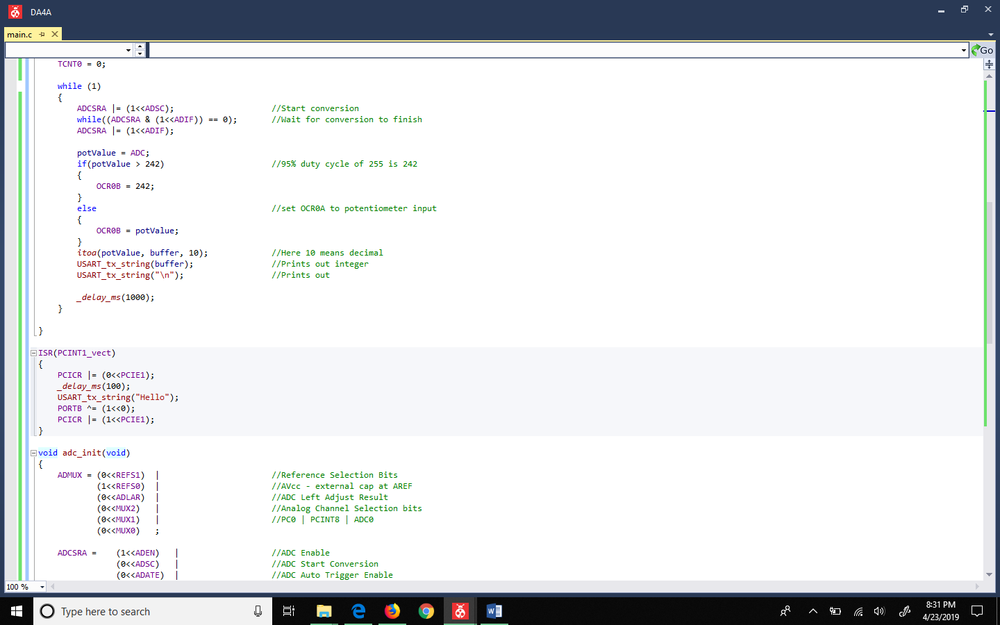 DA4A
main.c
Go
TCNT0 = 0;
while (1)
{
ADCSRA |= (1<<ADSC); //Start conversion
while((ADCSRA & (1<<ADIF)) == 0); //Wait for conversion to finish
ADCSRA |= (1<<ADIF);
potValue = ADC;
if(potValue > 242) //95% duty cycle of 255 is 242
{
OCR0B = 242;
}
else //set OCR0A to potentiometer input
{
OCR0B = potValue;
}
itoa(potValue, buffer, 10); //Here 10 means decimal
USART_tx_string(buffer); //Prints out integer
USART_tx_string("\n"); //Prints out
_delay_ms(1000);
}
}
ISR(PCINT1_vect)
{
PCICR |= (0<<PCIE1);
_delay_ms(100);
USART_tx_string("Hello");
PORTB ^= (1<<0);
PCICR |= (1<<PCIE1);
}
void adc_init(void)
{
ADMUX = (0<<REFS1) | //Reference Selection Bits
(1<<REFS0) | //AVcc - external cap at AREF
(0<<ADLAR) | //ADC Left Adjust Result
(0<<MUX2) | //Analog Channel Selection bits
(0<<MUX1) | //PC0 | PCINT8 | ADC0
(0<<MUX0) ;
ADCSRA = (1<<ADEN) | //ADC Enable
(0<<ADSC) | //ADC Start Conversion
(0<<ADATE) | //ADC Auto Trigger Enable
100 %
Type here to search
8:31 PM
4/23/2019